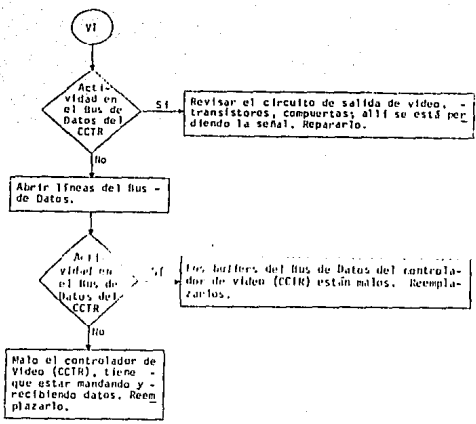 VI
Acti-
vidad en
el Bus de
Datos del
CCTR
Sí
Revisar el circuito de salida de video, -
transistores, compuertas; allí se está per
diendo la señal. Repararlo.
No
Abrir líneas del Bus -
de Datos.
Acti-
vidad en
el Bus de
Datos del
CCTR
Sí
Los buffers del Bus de Datos del controla-
dor de video (CCTR) están malos. Reempla-
zarlos.
No
Malo el controlador de
Video (CCTR), tiene -
que estar mandando y -
recibiendo datos. Reem
plazarlo.